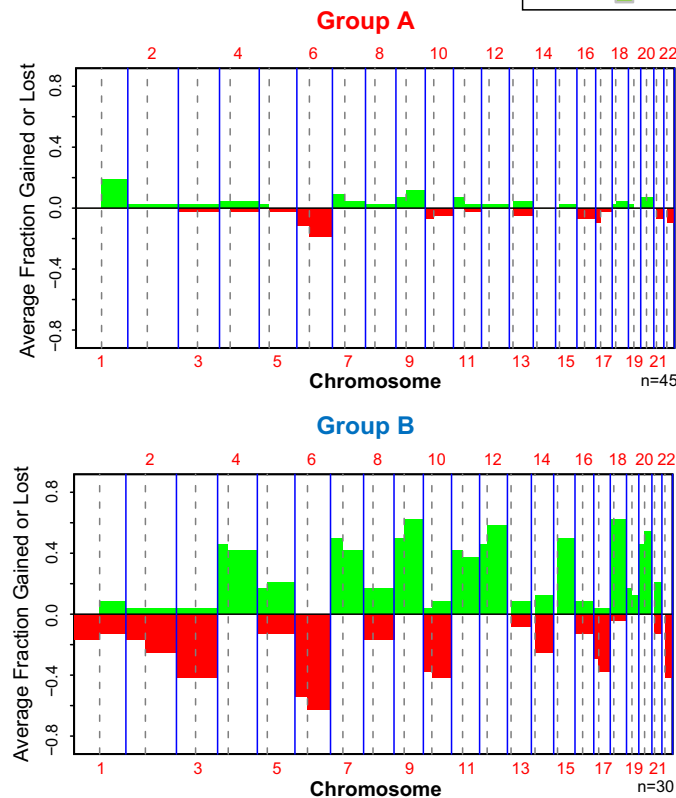 Group A
2 4 6 8 10 12 14 16 18 20 22
Average Fraction Gained or Lost
0.8
0.4
0.0
−0.4
−0.8
1 3 5 7 9 11 13 15 17 19 21
Chromosome
n=45
Group B
2 4 6 8 10 12 14 16 18 20 22
Average Fraction Gained or Lost
0.8
0.4
0.0
−0.4
−0.8
1 3 5 7 9 11 13 15 17 19 21
Chromosome
n=30